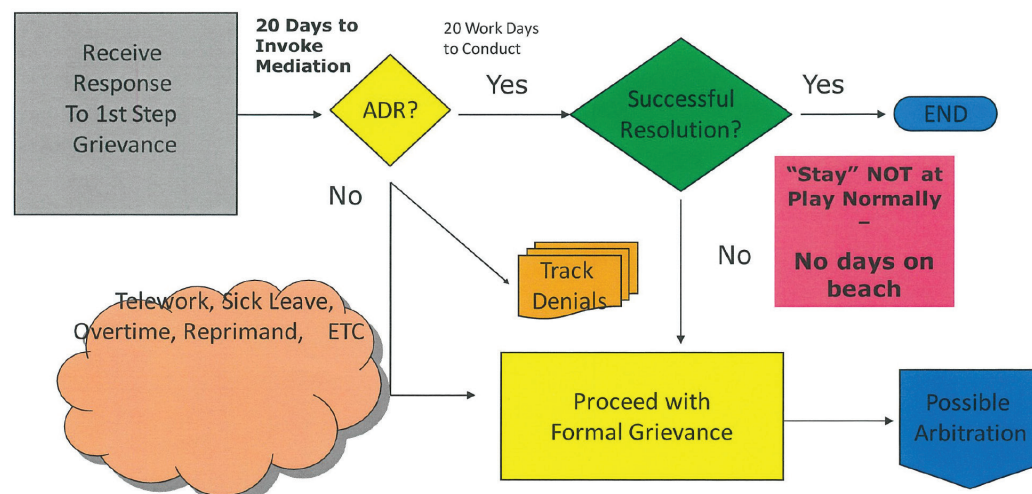 Receive
Response
To 1st Step
Grievance
20 Days to
Invoke
Mediation
ADR?
20 Work Days
to Conduct
Yes
Successful
Resolution?
Yes
END
No
"Stay" NOT at
Play Normally
–
No days on
beach
No
Track
Denials
Telework, Sick Leave,
Overtime, Reprimand, ETC
Proceed with
Formal Grievance
Possible
Arbitration